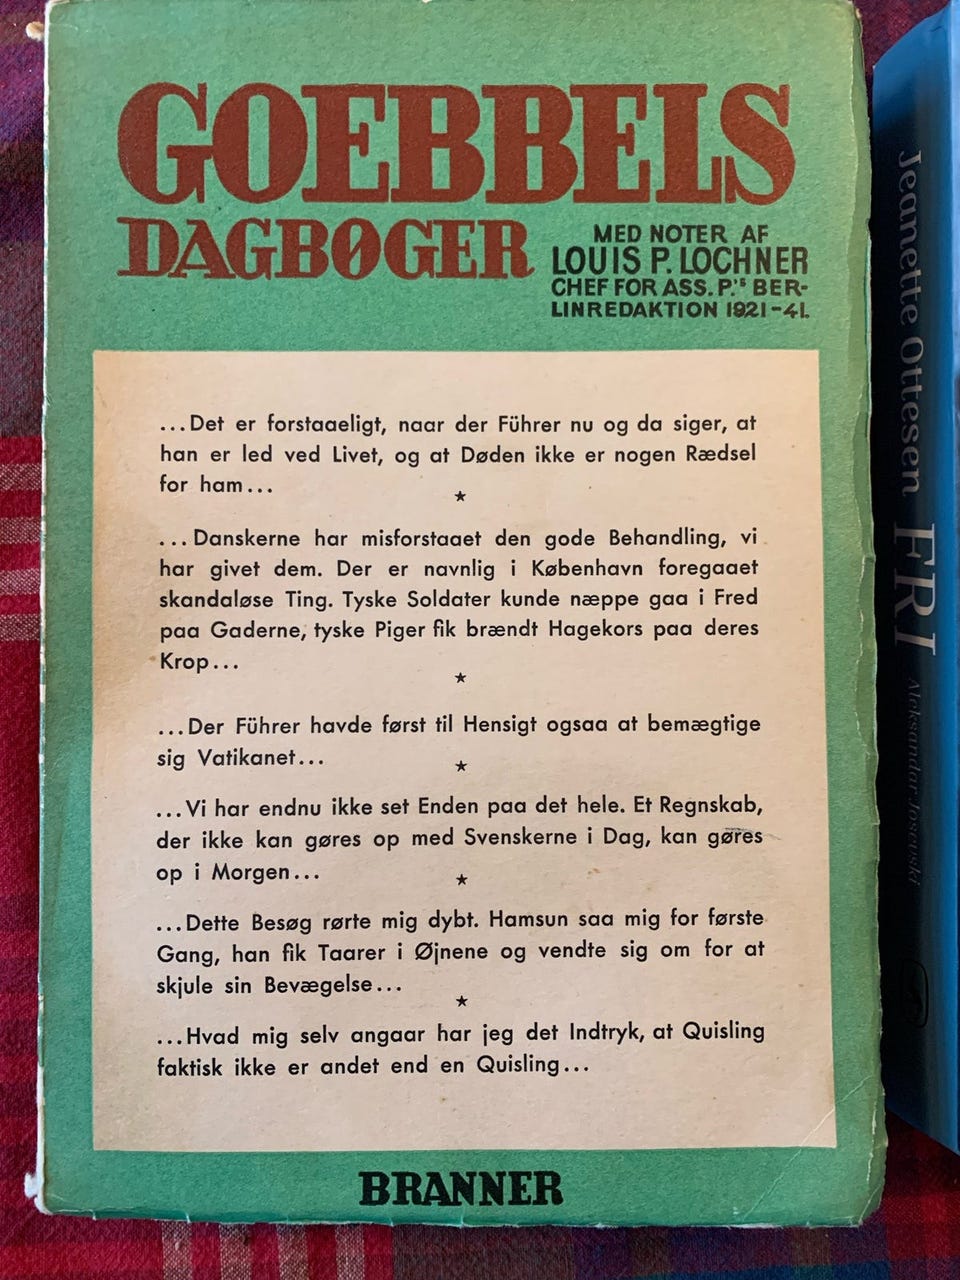 GOEBBELS
DAGBØGER
MED NOTER AF
LOUIS P. LOCHNER
CHEF FOR ASS. P.'S BER-
LINREDAKTION 1921-41.
...Det er forstaaeligt, naar der Führer nu og da siger, at
han er led ved Livet, og at Døden ikke er nogen Rædsel
for ham...
...Danskerne har misforstaaet den gode Behandling, vi
har givet dem. Der er navnlig i København foregaaet
skandaløse Ting. Tyske Soldater kunde næppe gaa i Fred
paa Gaderne, tyske Piger fik brændt Hagekors paa deres
Krop...
...Der Führer havde først til Hensigt ogsaa at bemægtige
sig Vatikanet...
...Vi har endnu ikke set Enden paa det hele. Et Regnskab,
der ikke kan gøres op med Svenskerne i Dag, kan gøres
op i Morgen...
...Dette Besøg rørte mig dybt. Hamsun saa mig for første
Gang, han fik Taarer i Øjnene og vendte sig om for at
skjule sin Bevægelse...
...Hvad mig selv angaar har jeg det Indtryk, at Quisling
faktisk ikke er andet end en Quisling...
BRANNER
Jeanette Ottesen
FRI
Aleksandar Josevski